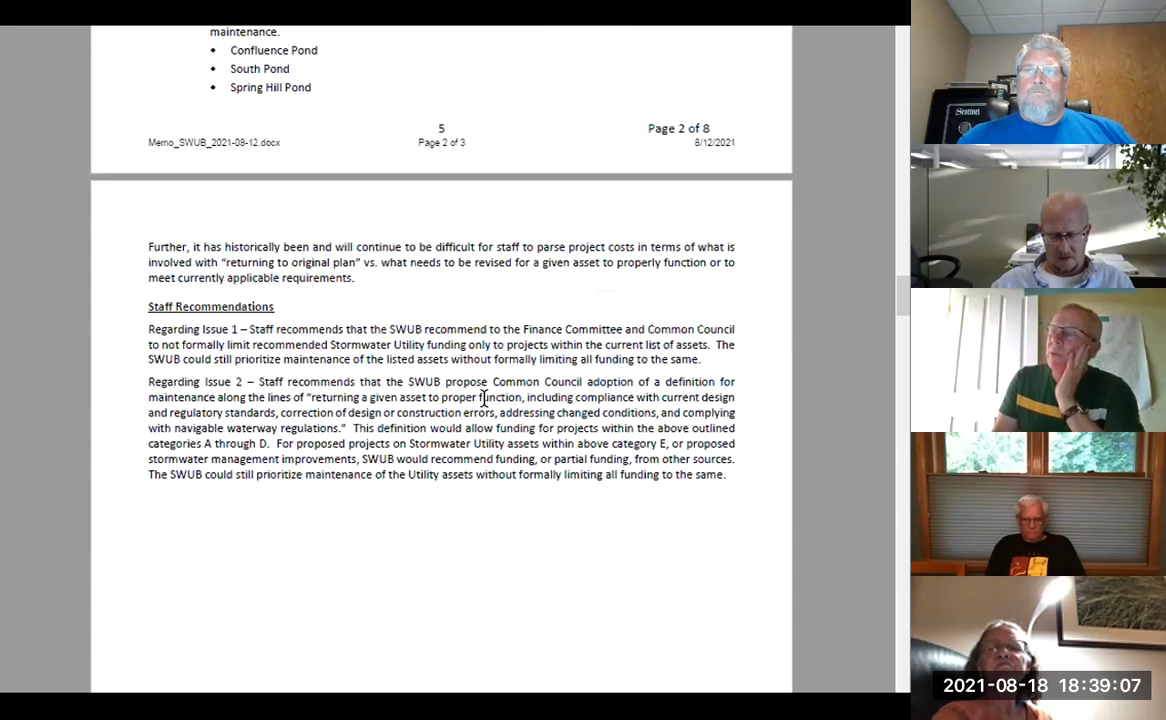 maintenance.
• Confluence Pond
• South Pond
• Spring Hill Pond
5
Page 2 of 8
Memo_SWUB_2021-08-12.docx
Page 2 of 3
8/12/2021
Further, it has historically been and will continue to be difficult for staff to parse project costs in terms of what is
involved with “returning to original plan” vs. what needs to be revised for a given asset to properly function or to
meet currently applicable requirements.
Staff Recommendations
Regarding Issue 1 – Staff recommends that the SWUB recommend to the Finance Committee and Common Council
to not formally limit recommended Stormwater Utility funding only to projects within the current list of assets. The
SWUB could still prioritize maintenance of the listed assets without formally limiting all funding to the same.
Regarding Issue 2 – Staff recommends that the SWUB propose Common Council adoption of a definition for
maintenance along the lines of “returning a given asset to proper function, including compliance with current design
and regulatory standards, correction of design or construction errors, addressing changed conditions, and complying
with navigable waterway regulations.” This definition would allow funding for projects within the above outlined
categories A through D. For proposed projects on Stormwater Utility assets within above category E, or proposed
stormwater management improvements, SWUB would recommend funding, or partial funding, from other sources.
The SWUB could still prioritize maintenance of the Utility assets without formally limiting all funding to the same.
Sentinel
2021-08-18 18:39:07